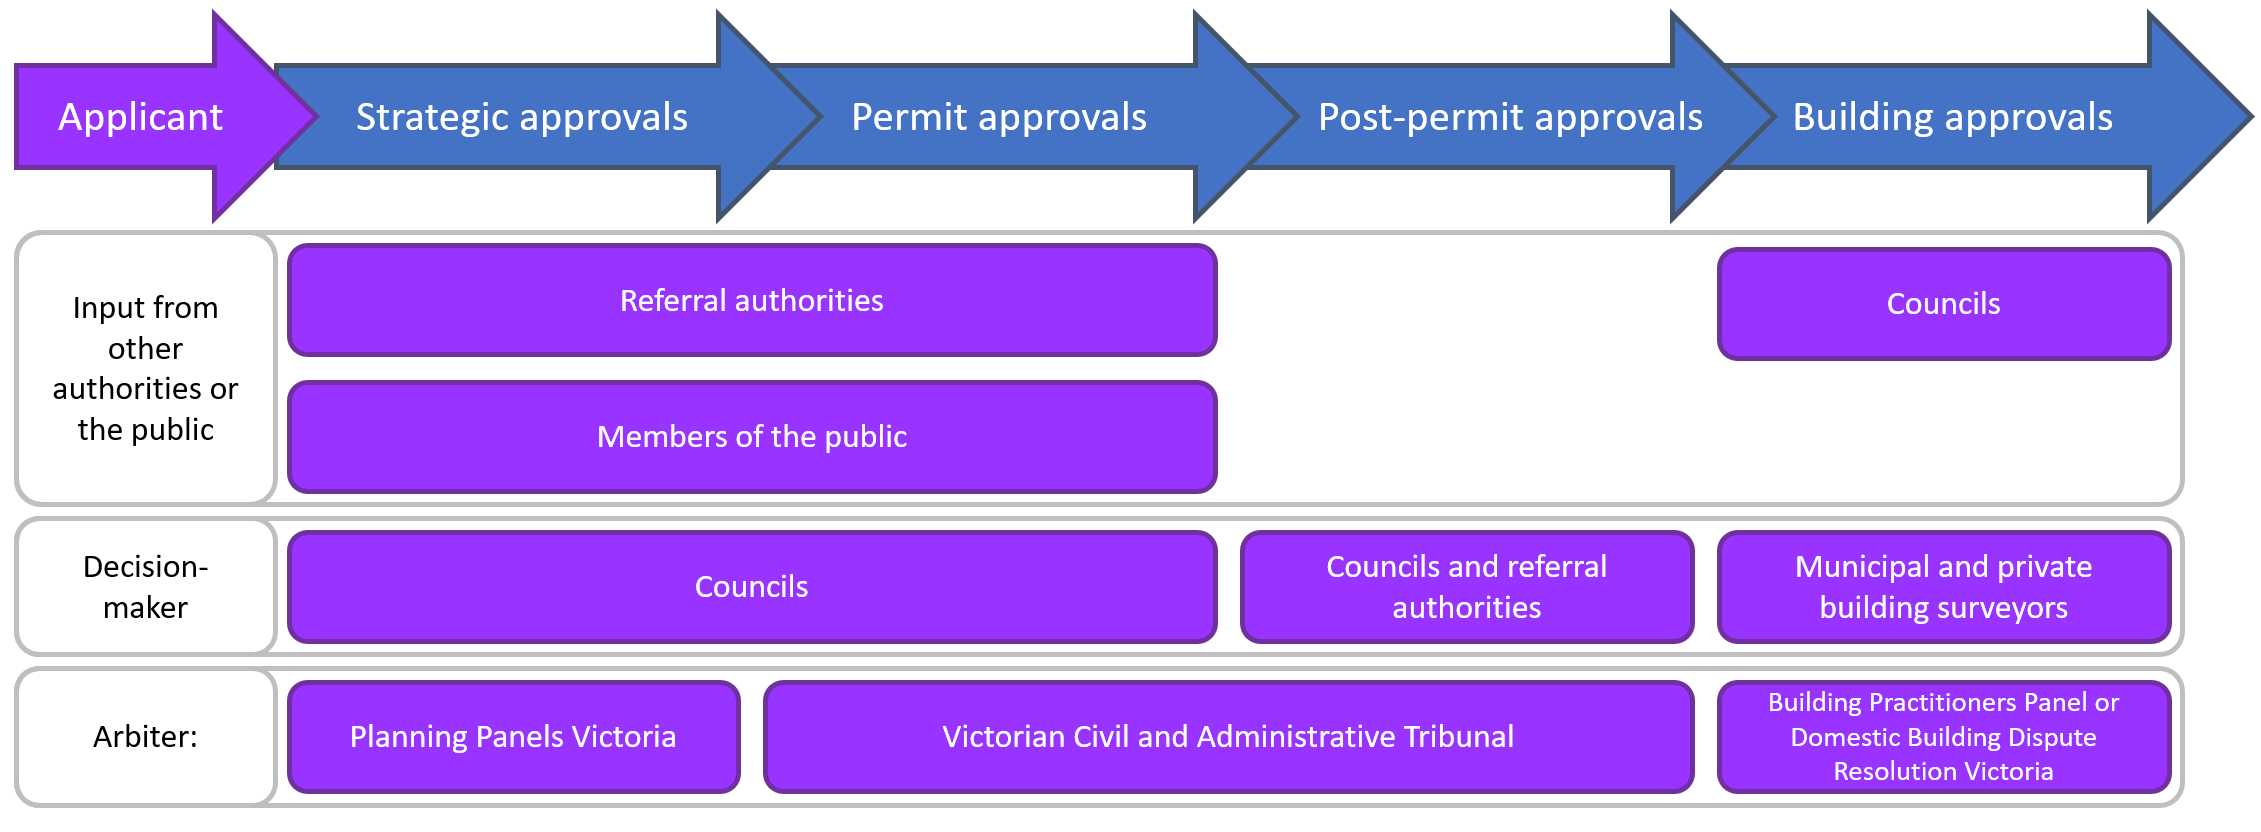 Applicant
Strategic approvals
Permit approvals
Post-permit approvals
Building approvals
Input from
other
authorities or
the public
Referral authorities
Councils
Members of the public
Decision-
maker
Councils
Councils and referral
authorities
Municipal and private
building surveyors
Arbiter:
Planning Panels Victoria
Victorian Civil and Administrative Tribunal
Building Practitioners Panel or
Domestic Building Dispute
Resolution Victoria